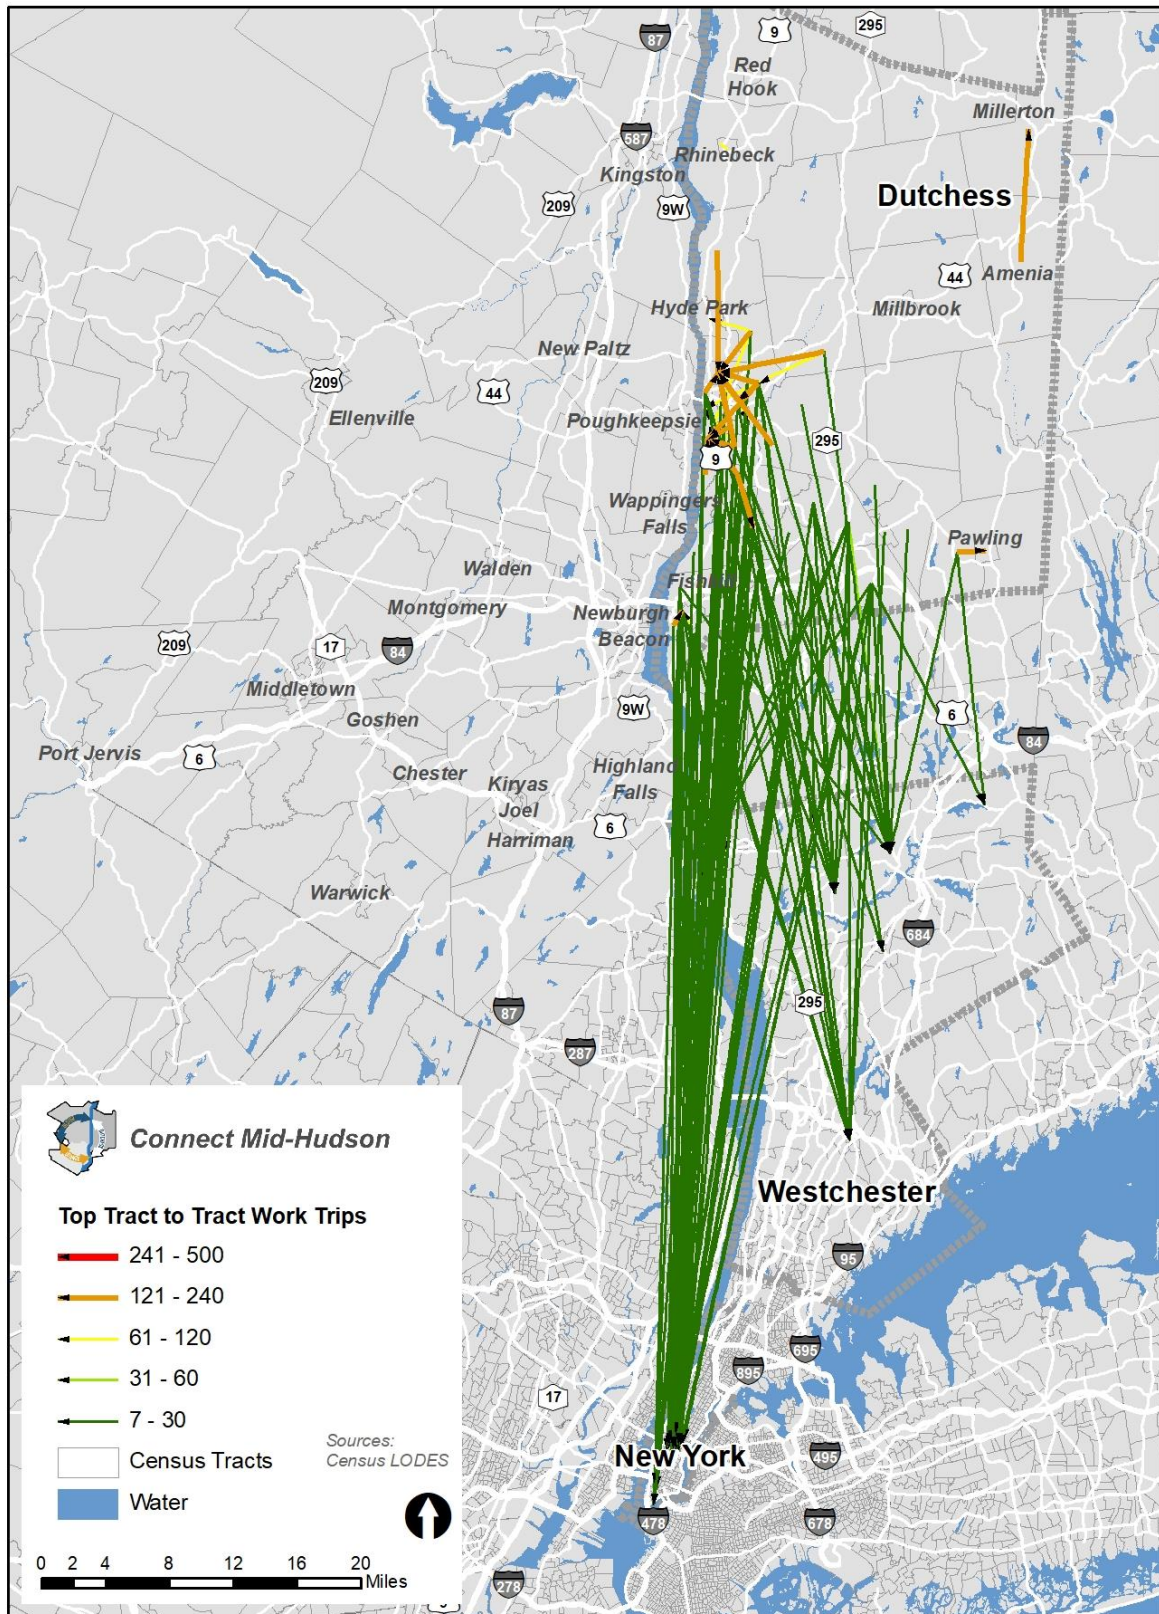 87
9
295
Red
Hook
Millerton
587
Rhinebeck
Kingston
Dutchess
209
9W
44
Amenia
Hyde Park
Millbrook
New Paltz
209
44
Ellenville
Poughkeepsie
295
9
Wappingers
Falls
Pawling
Walden
Fishkill
Montgomery
Newburgh
Beacon
17
84
209
Middletown
9W
6
Goshen
84
Port Jervis
6
Chester
Highland
Falls
Kiryas
Joel
6
Harriman
Warwick
684
295
87
287
Westchester
95
695
895
17
New York
495
478
678
278
Connect Mid-Hudson
Top Tract to Tract Work Trips
241 - 500
121 - 240
61 - 120
31 - 60
7 - 30
Census Tracts
Water
Sources:
Census LODES
0 2 4 8 12 16 20
Miles